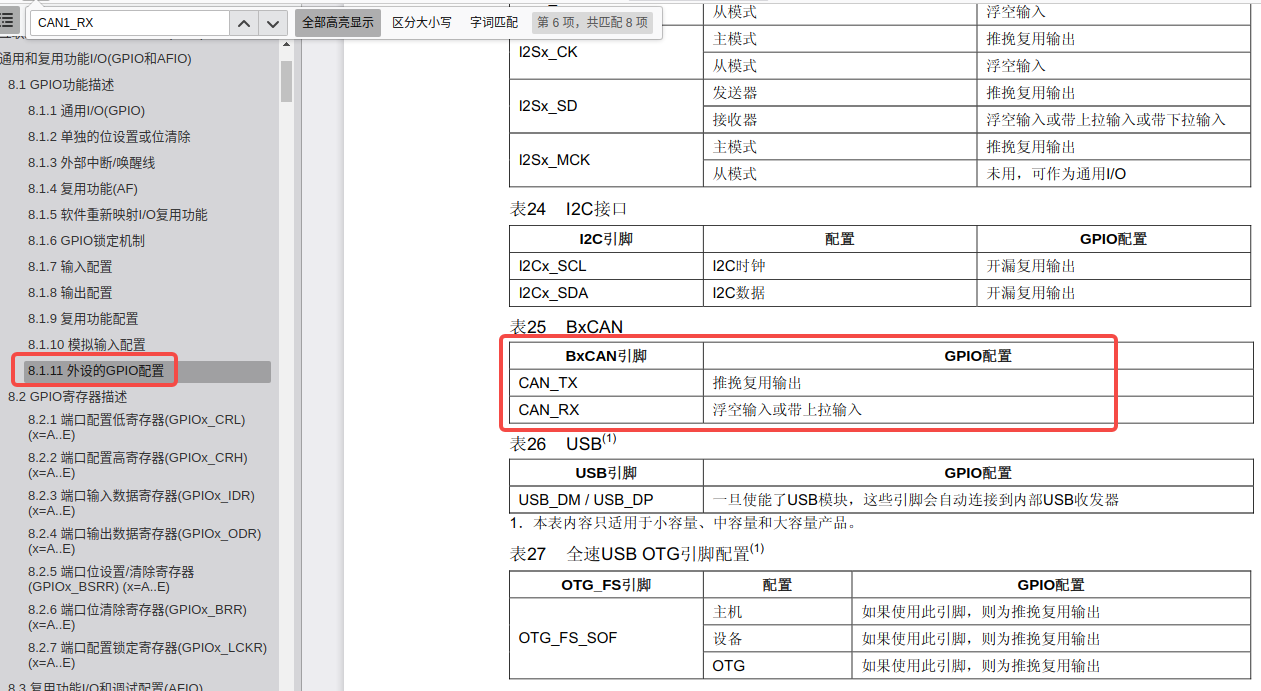 CAN1_RX
全部高亮显示
区分大小写
字词匹配
第 6 项，共匹配 8 项
通用和复用功能I/O(GPIO和AFIO)
8.1 GPIO功能描述
8.1.1 通用I/O(GPIO)
8.1.2 单独的位设置或位清除
8.1.3 外部中断/唤醒线
8.1.4 复用功能(AF)
8.1.5 软件重新映射I/O复用功能
8.1.6 GPIO锁定机制
8.1.7 输入配置
8.1.8 输出配置
8.1.9 复用功能配置
8.1.10 模拟输入配置
8.1.11 外设的GPIO配置
8.2 GPIO寄存器描述
8.2.1 端口配置低寄存器(GPIOx_CRL)
(x=A..E)
8.2.2 端口配置高寄存器(GPIOx_CRH)
(x=A..E)
8.2.3 端口输入数据寄存器(GPIOx_IDR)
(x=A..E)
8.2.4 端口输出数据寄存器(GPIOx_ODR)
(x=A..E)
8.2.5 端口位设置/清除寄存器
(GPIOx_BSRR) (x=A..E)
8.2.6 端口位清除寄存器(GPIOx_BRR)
(x=A..E)
8.2.7 端口配置锁定寄存器(GPIOx_LCKR)
(x=A..E)
8.3 复用功能I/O和调试配置(AFIO)
从模式 浮空输入
I2Sx_CK
主模式 推挽复用输出
从模式 浮空输入
I2Sx_SD
发送器 推挽复用输出
接收器 浮空输入或带上拉输入或带下拉输入
I2Sx_MCK
主模式 推挽复用输出
从模式 未用，可作为通用I/O
表24 I2C接口
I2C引脚 配置 GPIO配置
I2Cx_SCL I2C时钟 开漏复用输出
I2Cx_SDA I2C数据 开漏复用输出
表25 BxCAN
BxCAN引脚 GPIO配置
CAN_TX 推挽复用输出
CAN_RX 浮空输入或带上拉输入
表26 USB(1)
USB引脚 GPIO配置
USB_DM / USB_DP 一旦使能了USB模块，这些引脚会自动连接到内部USB收发器
1. 本表内容只适用于小容量、中容量和大容量产品。
表27 全速USB OTG引脚配置(1)
OTG_FS引脚 配置 GPIO配置
OTG_FS_SOF
主机 如果使用此引脚，则为推挽复用输出
设备 如果使用此引脚，则为推挽复用输出
OTG 如果使用此引脚，则为推挽复用输出